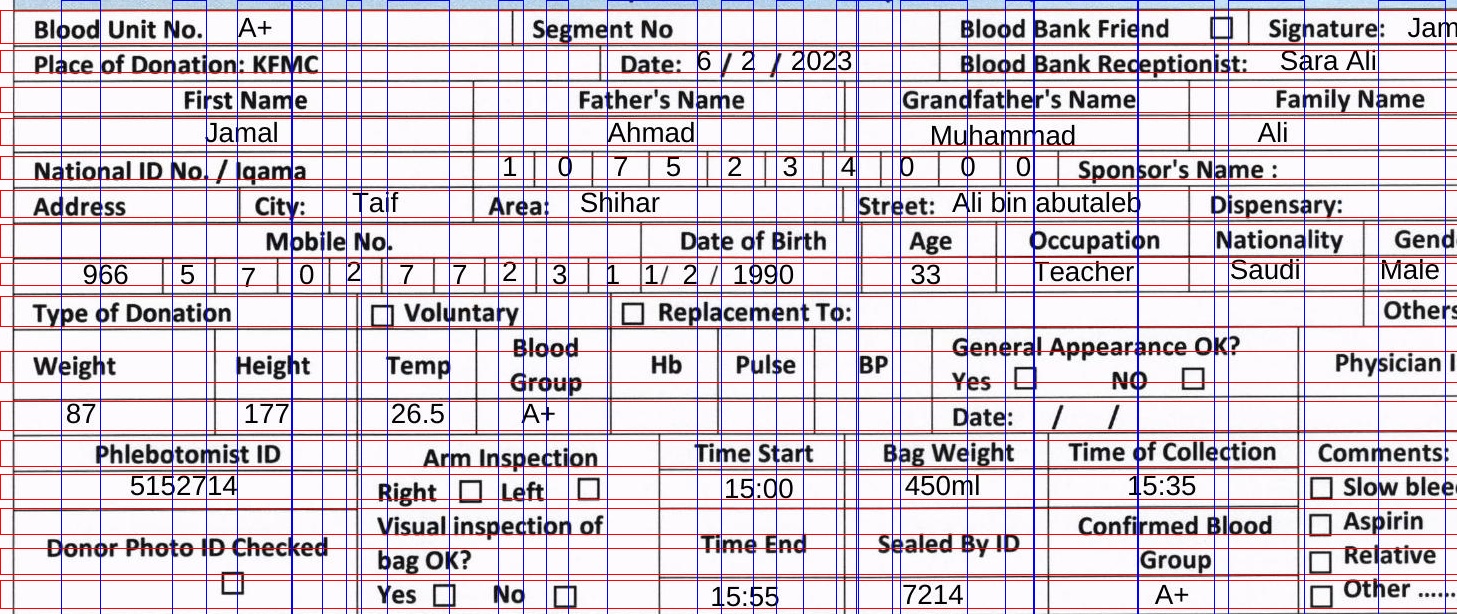 Blood Unit No. A+ Segment No Blood Bank Friend Signature: Jam
Place of Donation: KFMC Date: 6 / 2 / 2023 Blood Bank Receptionist: Sara Ali
First Name Father's Name Grandfather's Name Family Name
Jamal Ahmad Muhammad Ali
National ID No. / Iqama 1 0 7 5 2 3 4 0 0 0 Sponsor's Name :
Address City: Taif Area: Shihar Street: Ali bin abutaleb Dispensary:
Mobile No. Date of Birth Age Occupation Nationality Gend
966 5 7 0 2 7 7 2 3 1 1/ 2 / 1990 33 Teacher Saudi Male
Type of Donation Voluntary Replacement To: Others
Weight Height Temp Blood Group Hb Pulse BP General Appearance OK? Physician I
Yes NO
87 177 26.5 A+ Date: / /
Phlebotomist ID Arm Inspection Time Start Bag Weight Time of Collection Comments:
5152714 Right Left 15:00 450ml 15:35 Slow blee
Visual inspection of Confirmed Blood Aspirin
Donor Photo ID Checked bag OK? Time End Sealed By ID Group Relative
Yes No 15:55 7214 A+ Other ......